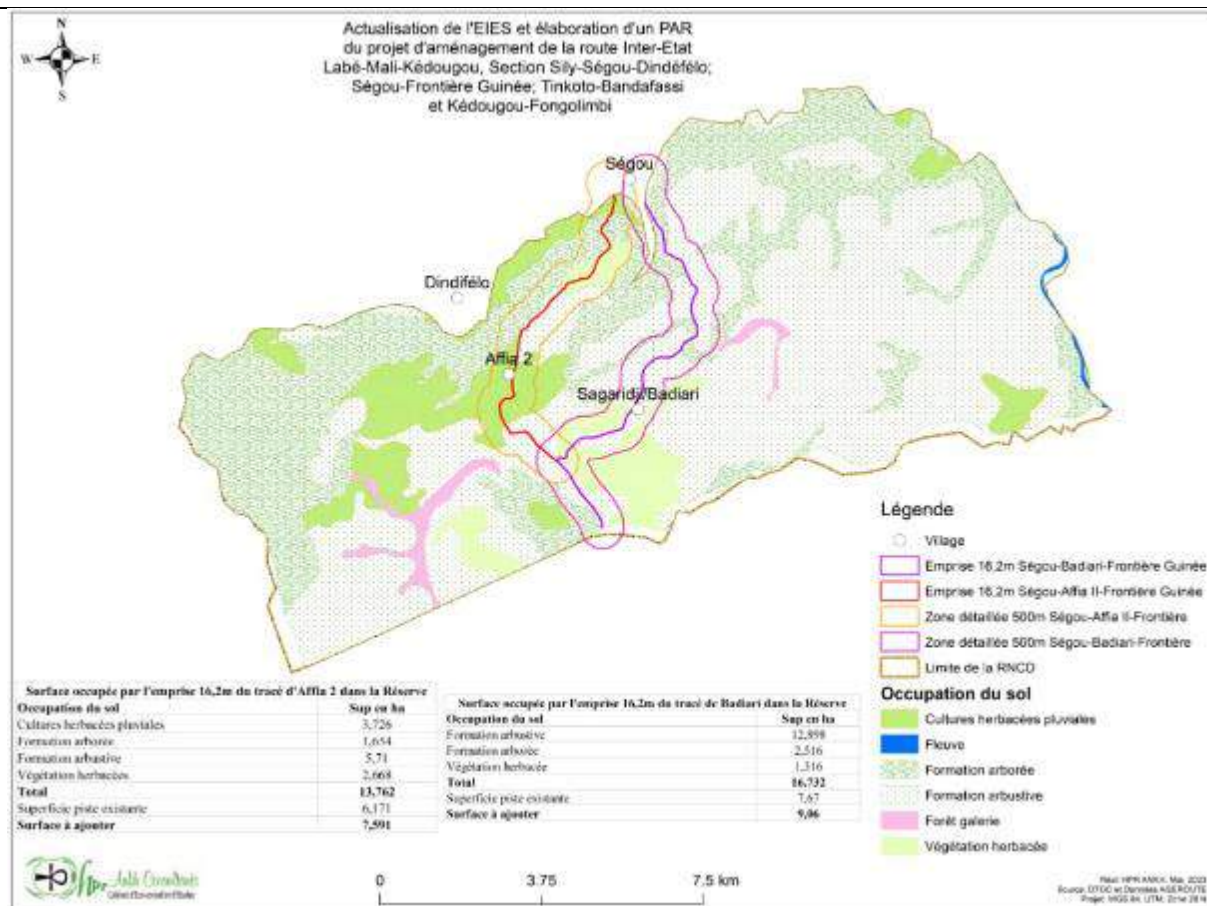 N
W E
S
Actualisation de l'EIES et élaboration d'un PAR
du projet d'aménagement de la route Inter-Etat
Labé-Mali-Kédougou, Section Sily-Ségou-Dindéfélo;
Ségou-Frontière Guinée; Tinkoto-Bandafassi
et Kédougou-Fongolimbi
Ségou
Dindifélo
Affia 2
Légende
Village
Emprise 16,2m Ségou-Badiari-Frontière Guinée
Emprise 16,2m Ségou-Affia II-Frontière Guinée
Zone détaillée 500m Ségou-Affia II-Frontière
Zone détaillée 500m Ségou-Badiari-Frontière
Limite de la RNCD
Occupation du sol
Cultures herbacées pluviales
Fleuve
Formation arborée
Formation arbustive
Forêt galerie
Végétation herbacée
Surface occupée par l'emprise 16,2m du tracé d'Affia 2 dans la Réserve
Occupation du sol Sup en ha
Cultures herbacées pluviales 3,726
Formation arborée 1,654
Formation arbustive 5,71
Végétation herbacées 2,668
Total 13,762
Superficie piste existante 6,171
Surface à ajouter 7,591
Surface occupée par l'emprise 16,2m du tracé de Badiari dans la Réserve
Occupation du sol Sup en ha
Formation arbustive 12,898
Formation arborée 2,516
Végétation herbacée 1,316
Total 16,732
Superficie piste existante 7,67
Surface à ajouter 9,06
0 3.75 7.5 km